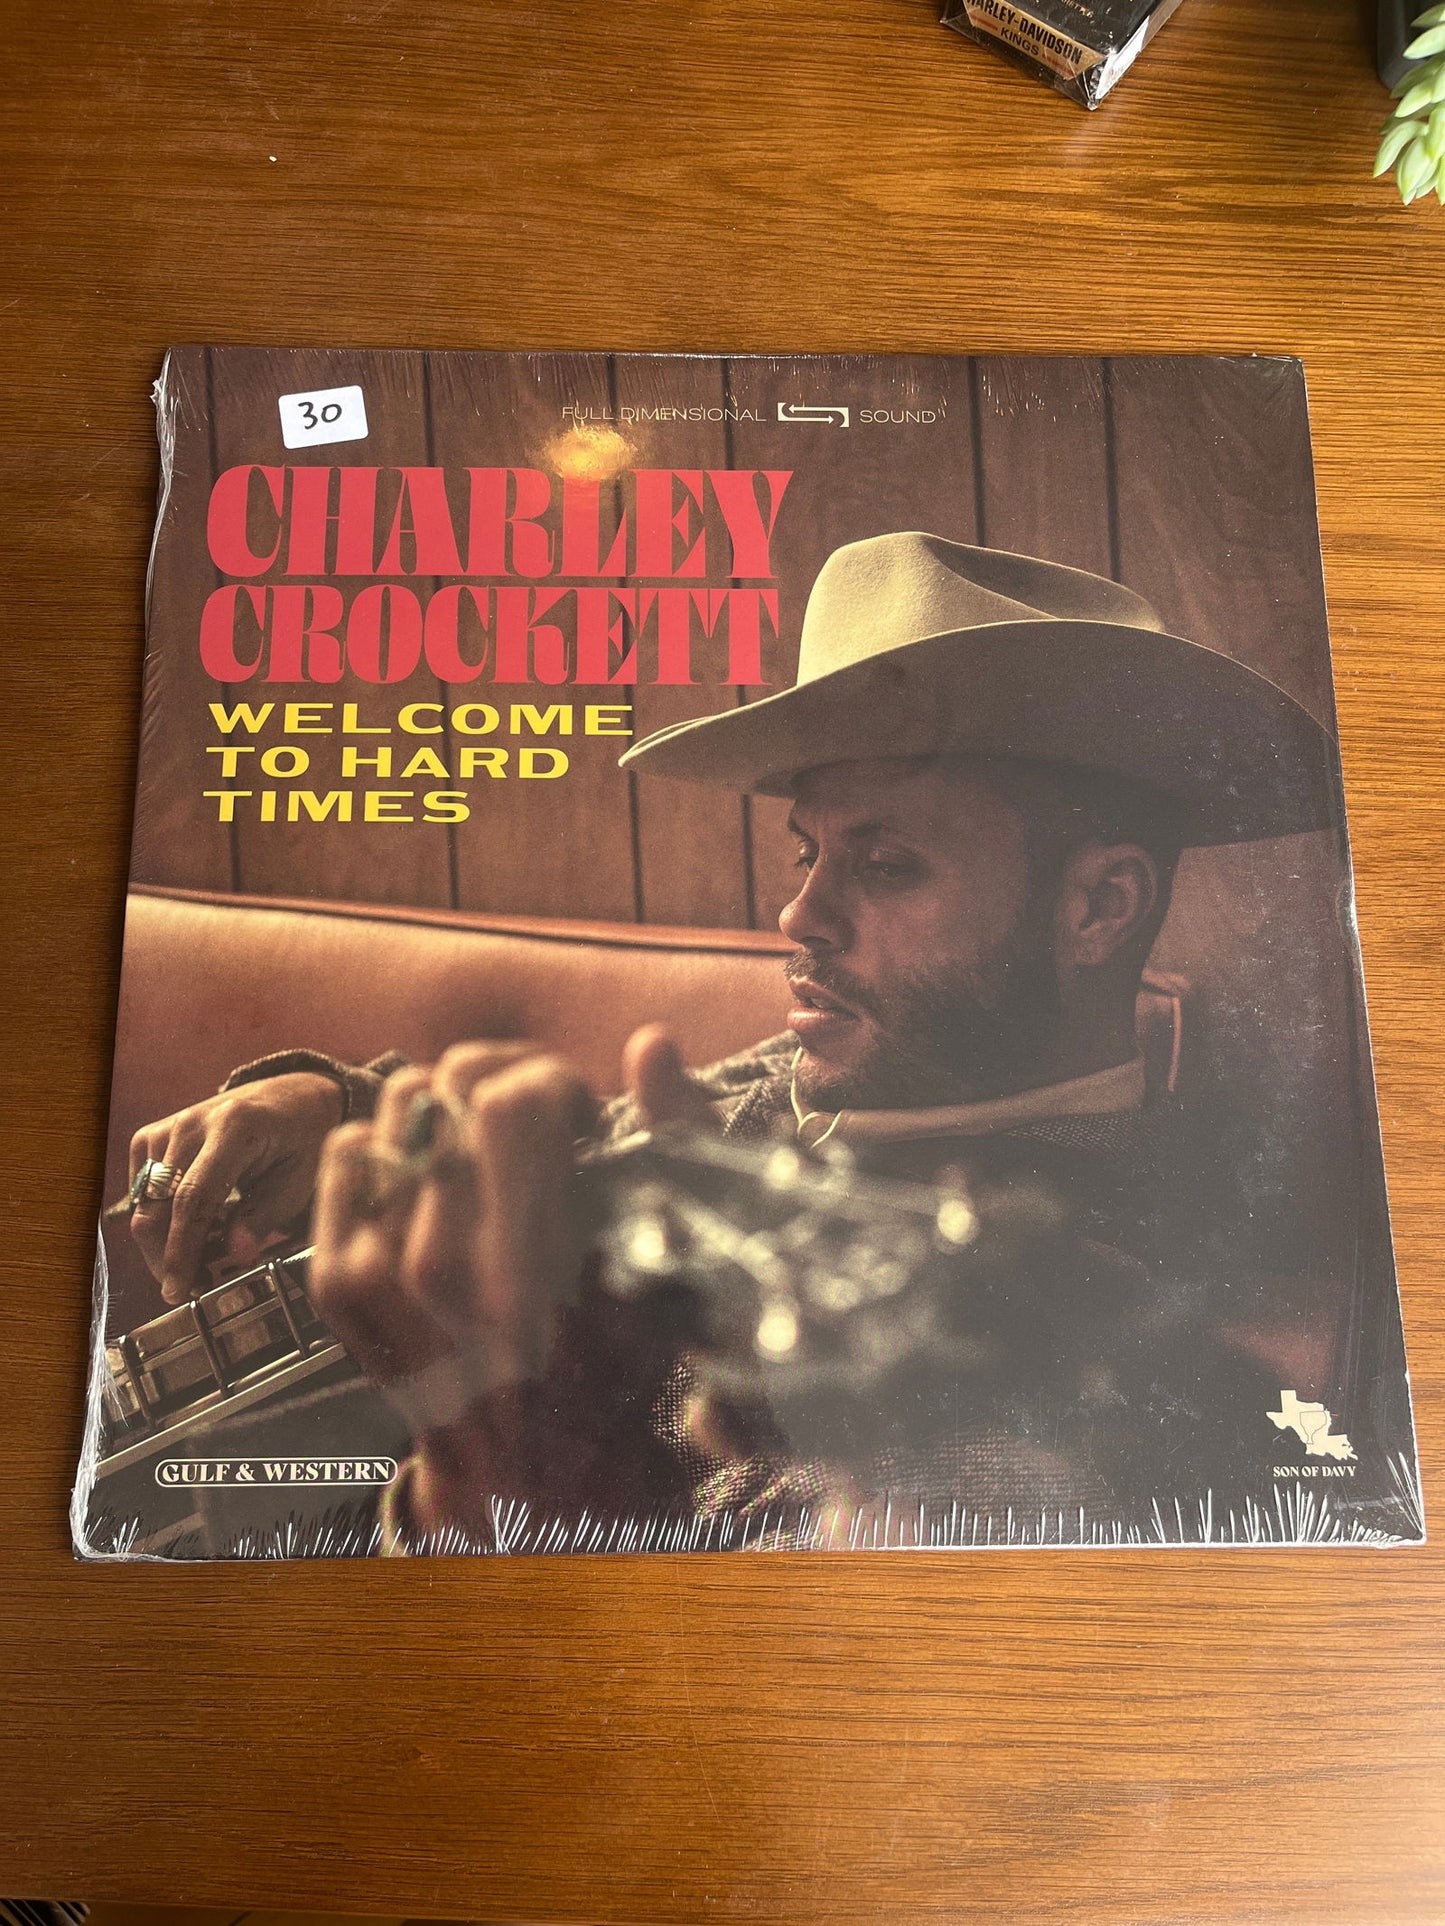 HARLEY-DAVIDSON
KINGS
30
FULL DIMENSIONAL SOUND
CHARLEY
CROCKETT
WELCOME
TO HARD
TIMES
GULF & WESTERN
SON OF DAVY